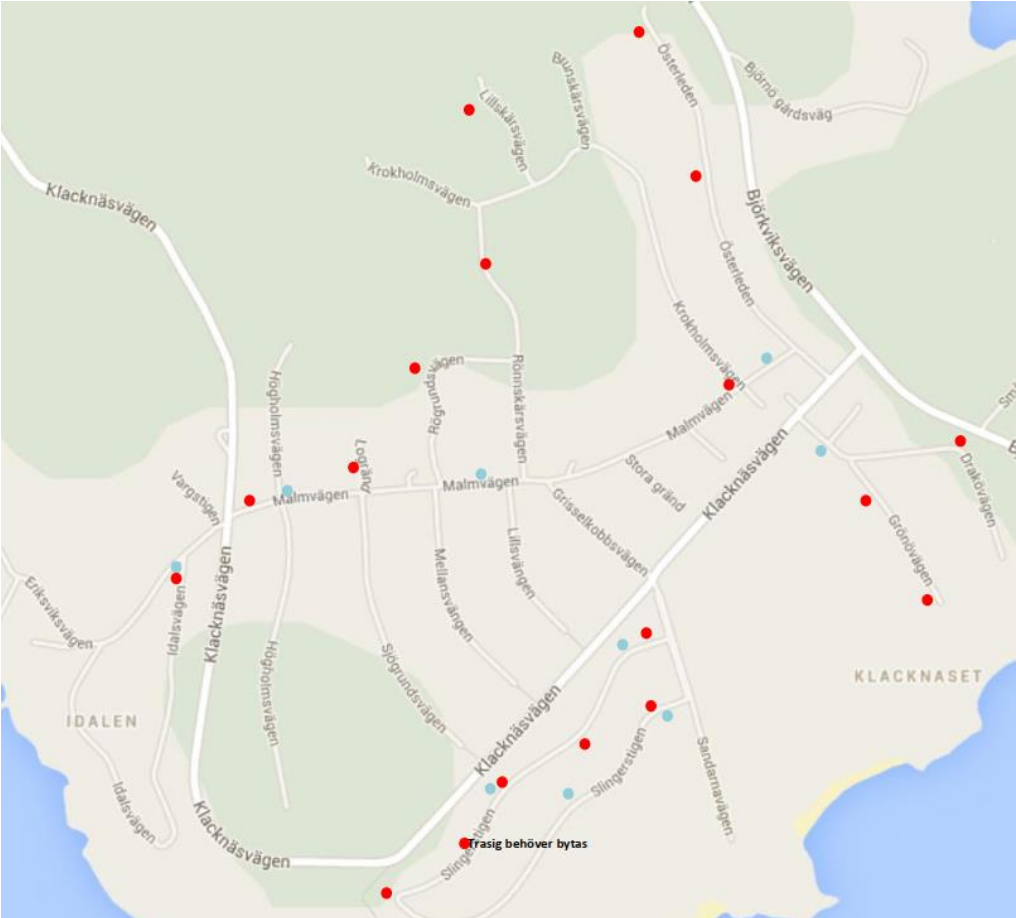 Björnö gårdsväg
Österleden
Brunskärsvägen
Lillskärsvägen
Krokholmsvägen
Klacknäsvägen
Björkviksvägen
Österleden
Krokholmsvägen
Rönnskärsvägen
Rögrundsvägen
Högholmsvägen
Malmvägen
Logränd
Malmvägen
Malmvägen
Stora gränd
Klacknäsvägen
Grisselkobbsvägen
Vargstigen
Drakövägen
Grönövägen
Lillsvängen
Mellansvängen
Eriksviksvägen
Idalsvägen
Klacknäsvägen
Högholmsvägen
Sjögrundsvägen
KLACKNASET
IDALEN
Klacknäsvägen
Sandarnavägen
Slingerstigen
Idalsvägen
Klacknäsvägen
Slingerstigen
Trasig behöver bytas